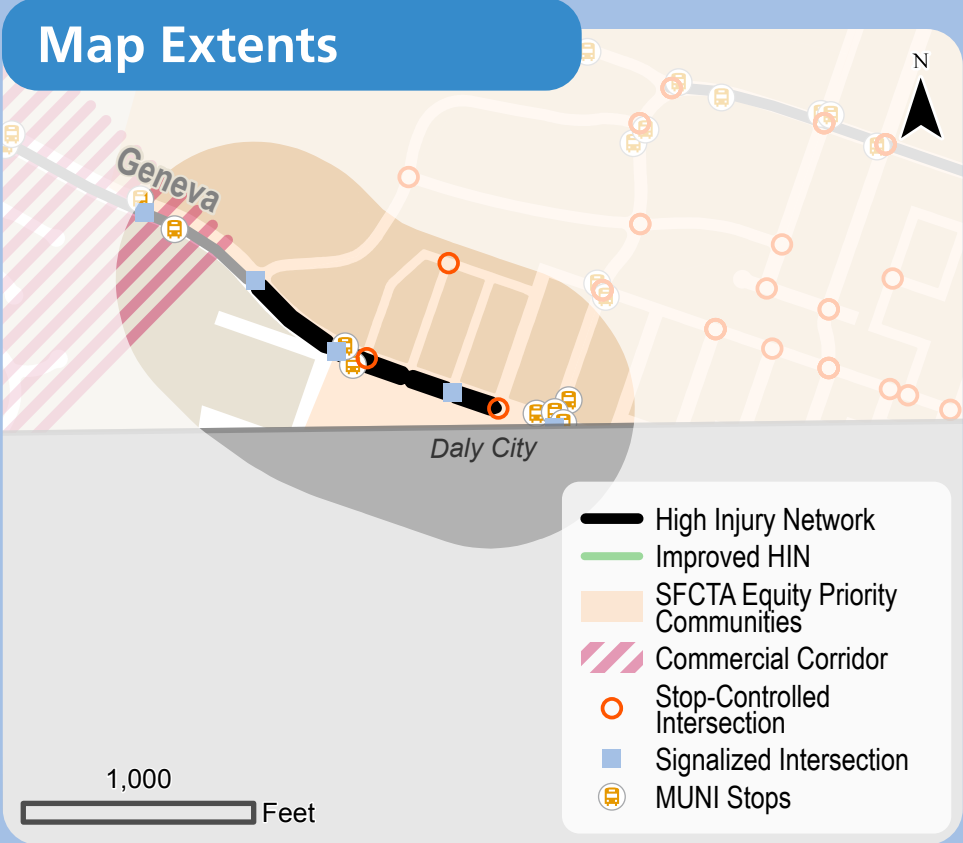 Map Extents
N
Geneva
Daly City
High Injury Network
Improved HIN
SFCTA Equity Priority
Communities
Commercial Corridor
Stop-Controlled
Intersection
Signalized Intersection
MUNI Stops
1,000
Feet